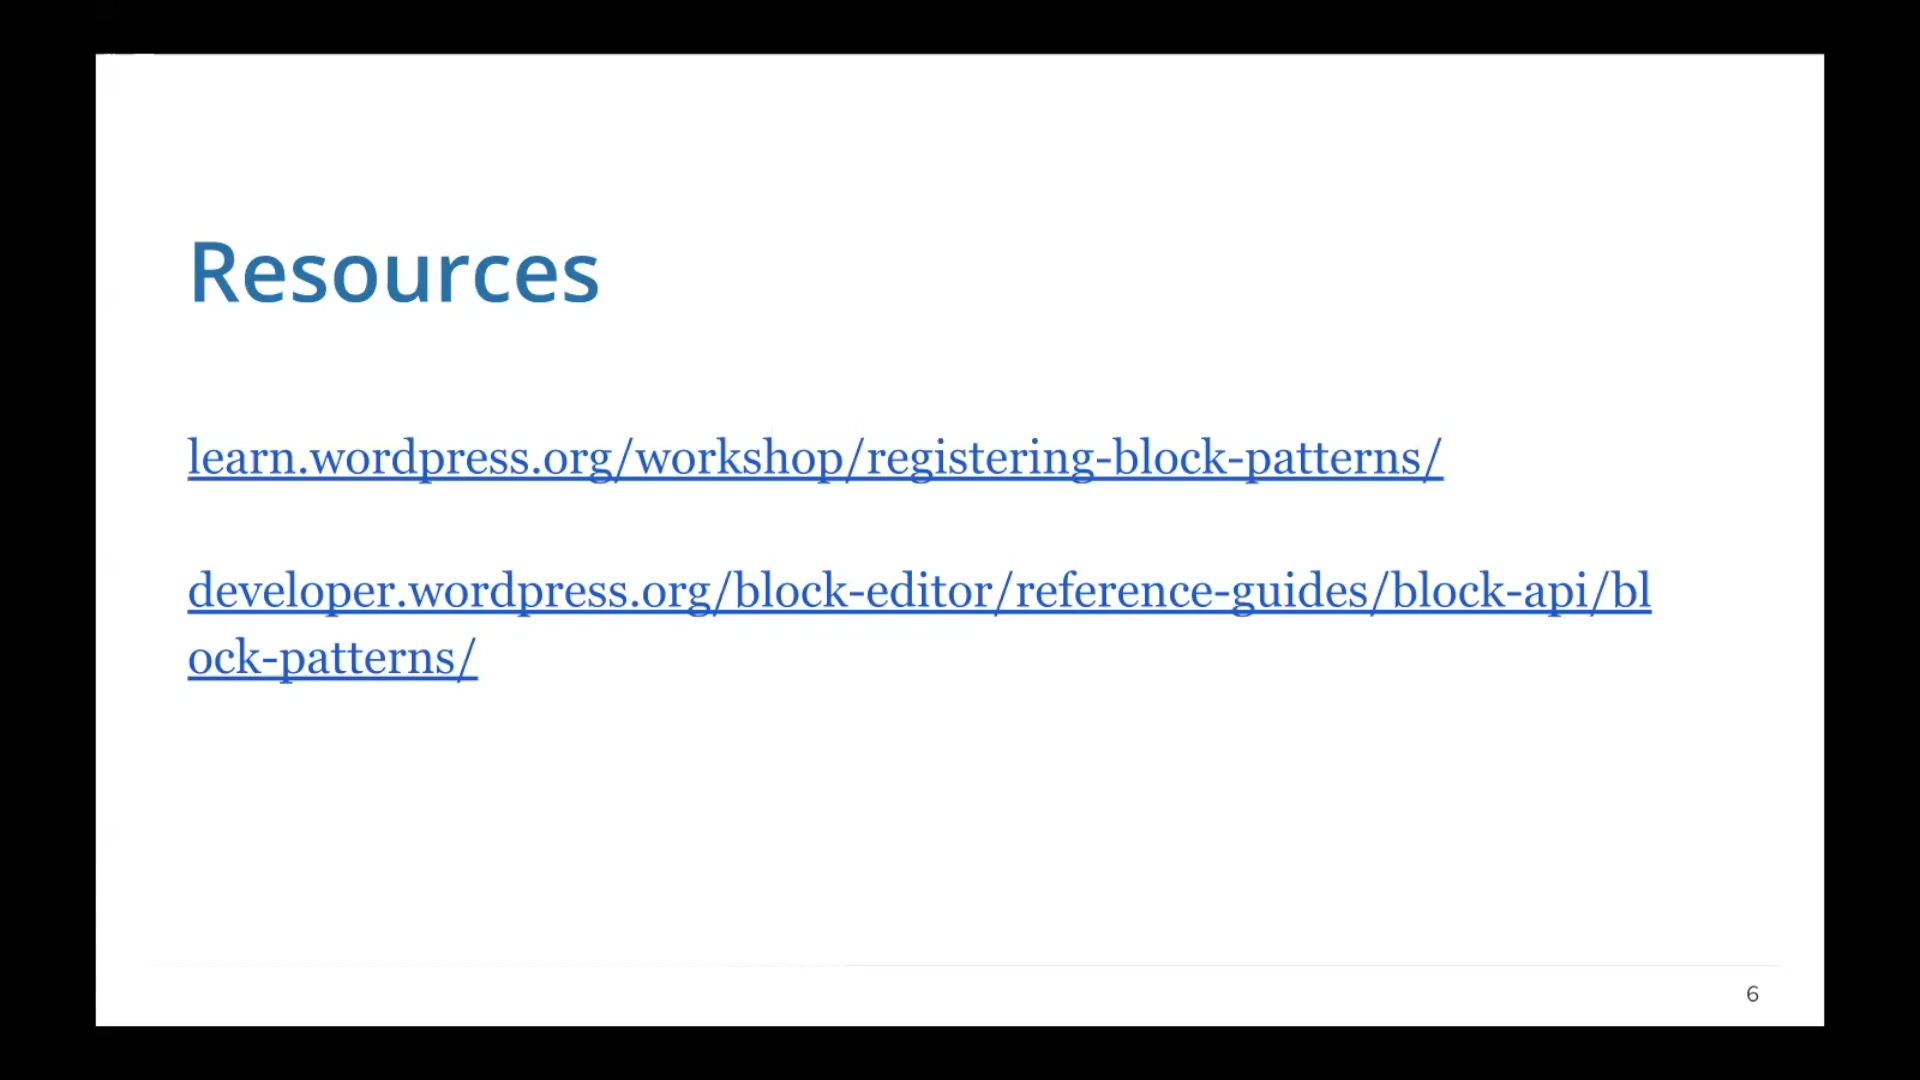 Resources
learn.wordpress.org/workshop/registering-block-patterns/
developer.wordpress.org/block-editor/reference-guides/block-api/bl
ock-patterns/
6